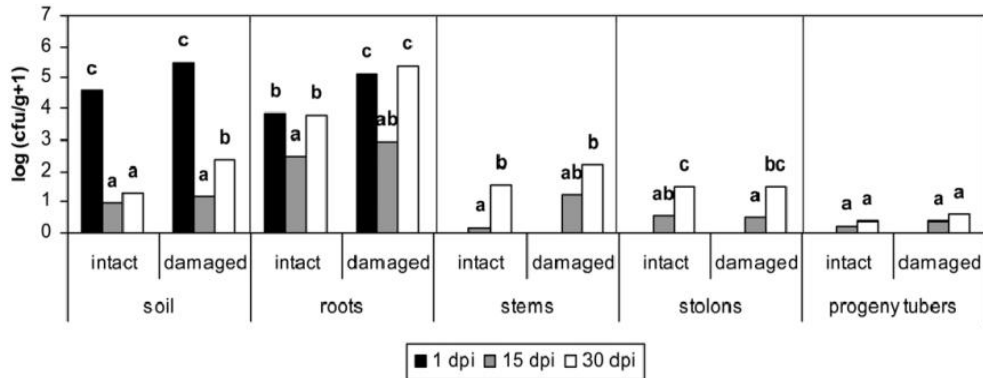 7
6
5
4
3
2
1
0
log (cfu/g+1)
c a a c a b
b a b c ab c
a b ab b
ab c a bc
a a a a
intact damaged intact damaged intact damaged intact damaged intact damaged
soil roots stems stolons progeny tubers
1 dpi 15 dpi 30 dpi